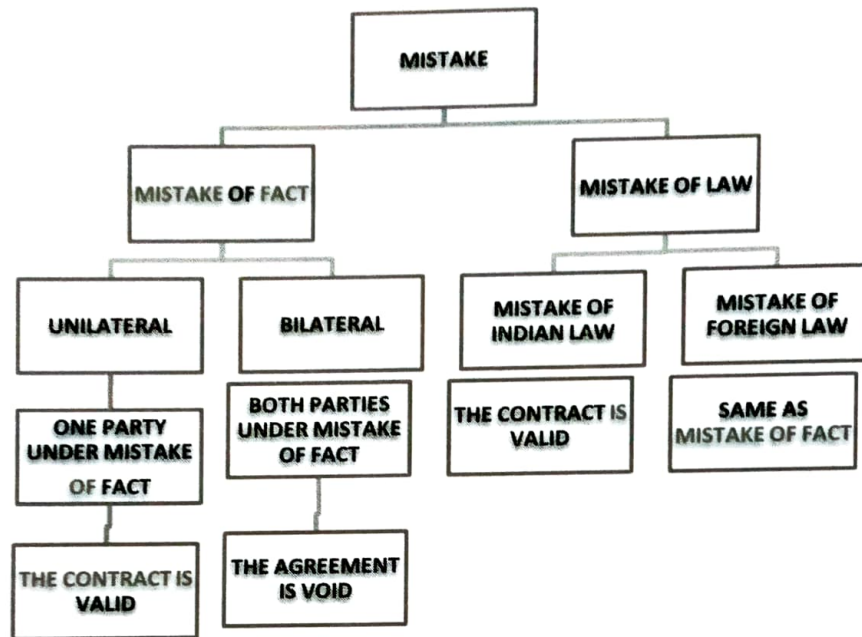 MISTAKE
MISTAKE OF FACT
MISTAKE OF LAW
UNILATERAL
BILATERAL
MISTAKE OF
INDIAN LAW
MISTAKE OF
FOREIGN LAW
ONE PARTY
UNDER MISTAKE
OF FACT
BOTH PARTIES
UNDER MISTAKE
OF FACT
THE CONTRACT IS
VALID
SAME AS
MISTAKE OF FACT
THE CONTRACT IS
VALID
THE AGREEMENT
IS VOID